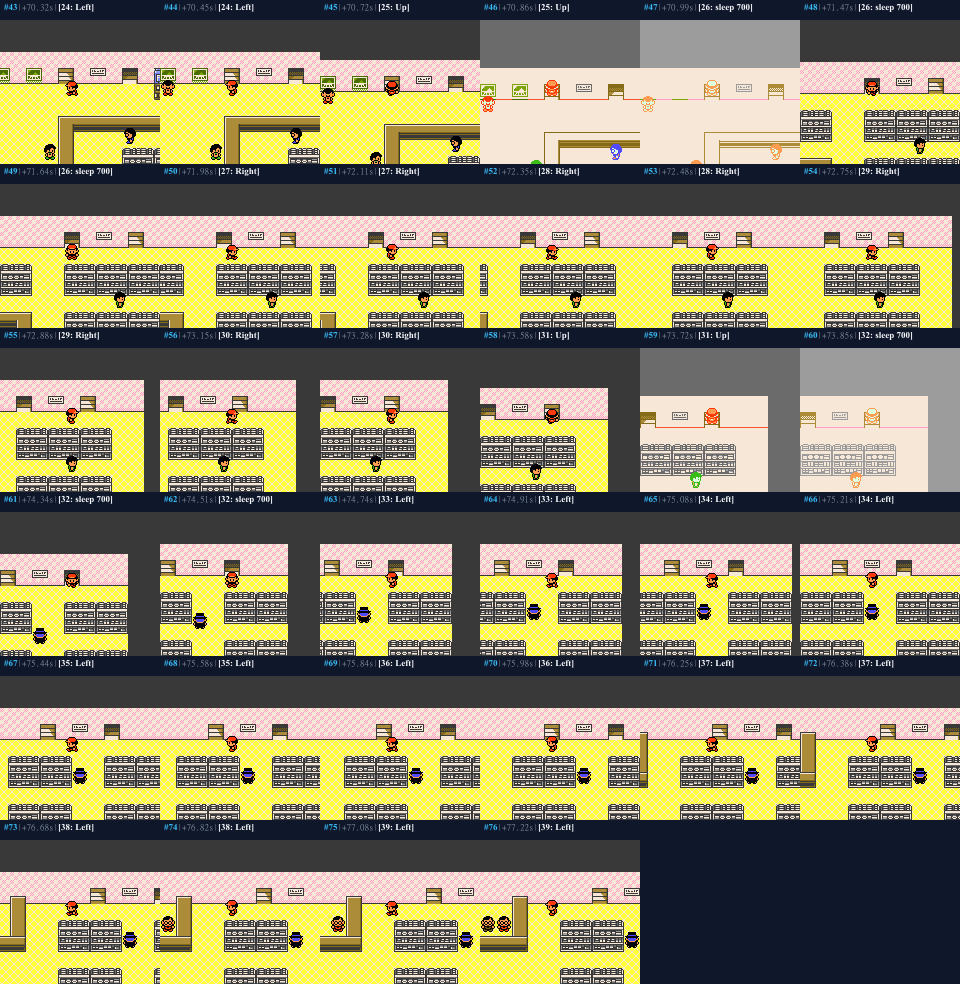 #43|+70.32s| [24: Left]
#44|+70.45s| [24: Left]
#45|+70.72s| [25: Up]
#46|+70.86s| [25: Up]
#47|+70.99s| [26: sleep 700]
#48|+71.47s| [26: sleep 700]
#49|+71.64s| [26: sleep 700]
#50|+71.98s| [27: Right]
#51|+72.11s| [27: Right]
#52|+72.35s| [28: Right]
#53|+72.48s| [28: Right]
#54|+72.75s| [29: Right]
#55|+72.88s| [29: Right]
#56|+73.15s| [30: Right]
#57|+73.28s| [30: Right]
#58|+73.58s| [31: Up]
#59|+73.72s| [31: Up]
#60|+73.85s| [32: sleep 700]
#61|+74.34s| [32: sleep 700]
#62|+74.51s| [32: sleep 700]
#63|+74.74s| [33: Left]
#64|+74.91s| [33: Left]
#65|+75.08s| [34: Left]
#66|+75.21s| [34: Left]
#67|+75.44s| [35: Left]
#68|+75.58s| [35: Left]
#69|+75.84s| [36: Left]
#70|+75.98s| [36: Left]
#71|+76.25s| [37: Left]
#72|+76.38s| [37: Left]
#73|+76.68s| [38: Left]
#74|+76.82s| [38: Left]
#75|+77.08s| [39: Left]
#76|+77.22s| [39: Left]